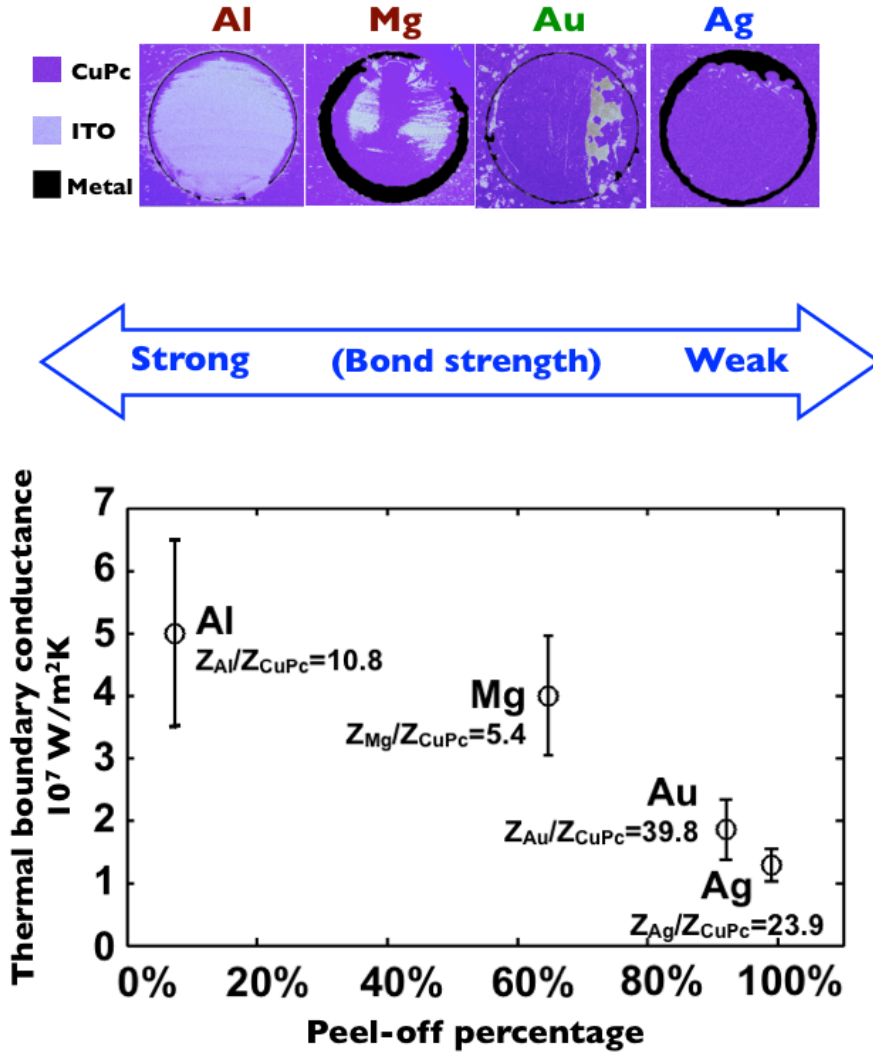 Al Mg Au Ag
CuPc
ITO
Metal
Strong (Bond strength) Weak
Thermal boundary conductance
10⁷ W/m²K
7
6
5
4
3
2
1
0
Al
Z_Al/Z_CuPc=10.8
Mg
Z_Mg/Z_CuPc=5.4
Au
Z_Au/Z_CuPc=39.8
Ag
Z_Ag/Z_CuPc=23.9
0% 20% 40% 60% 80% 100%
Peel-off percentage